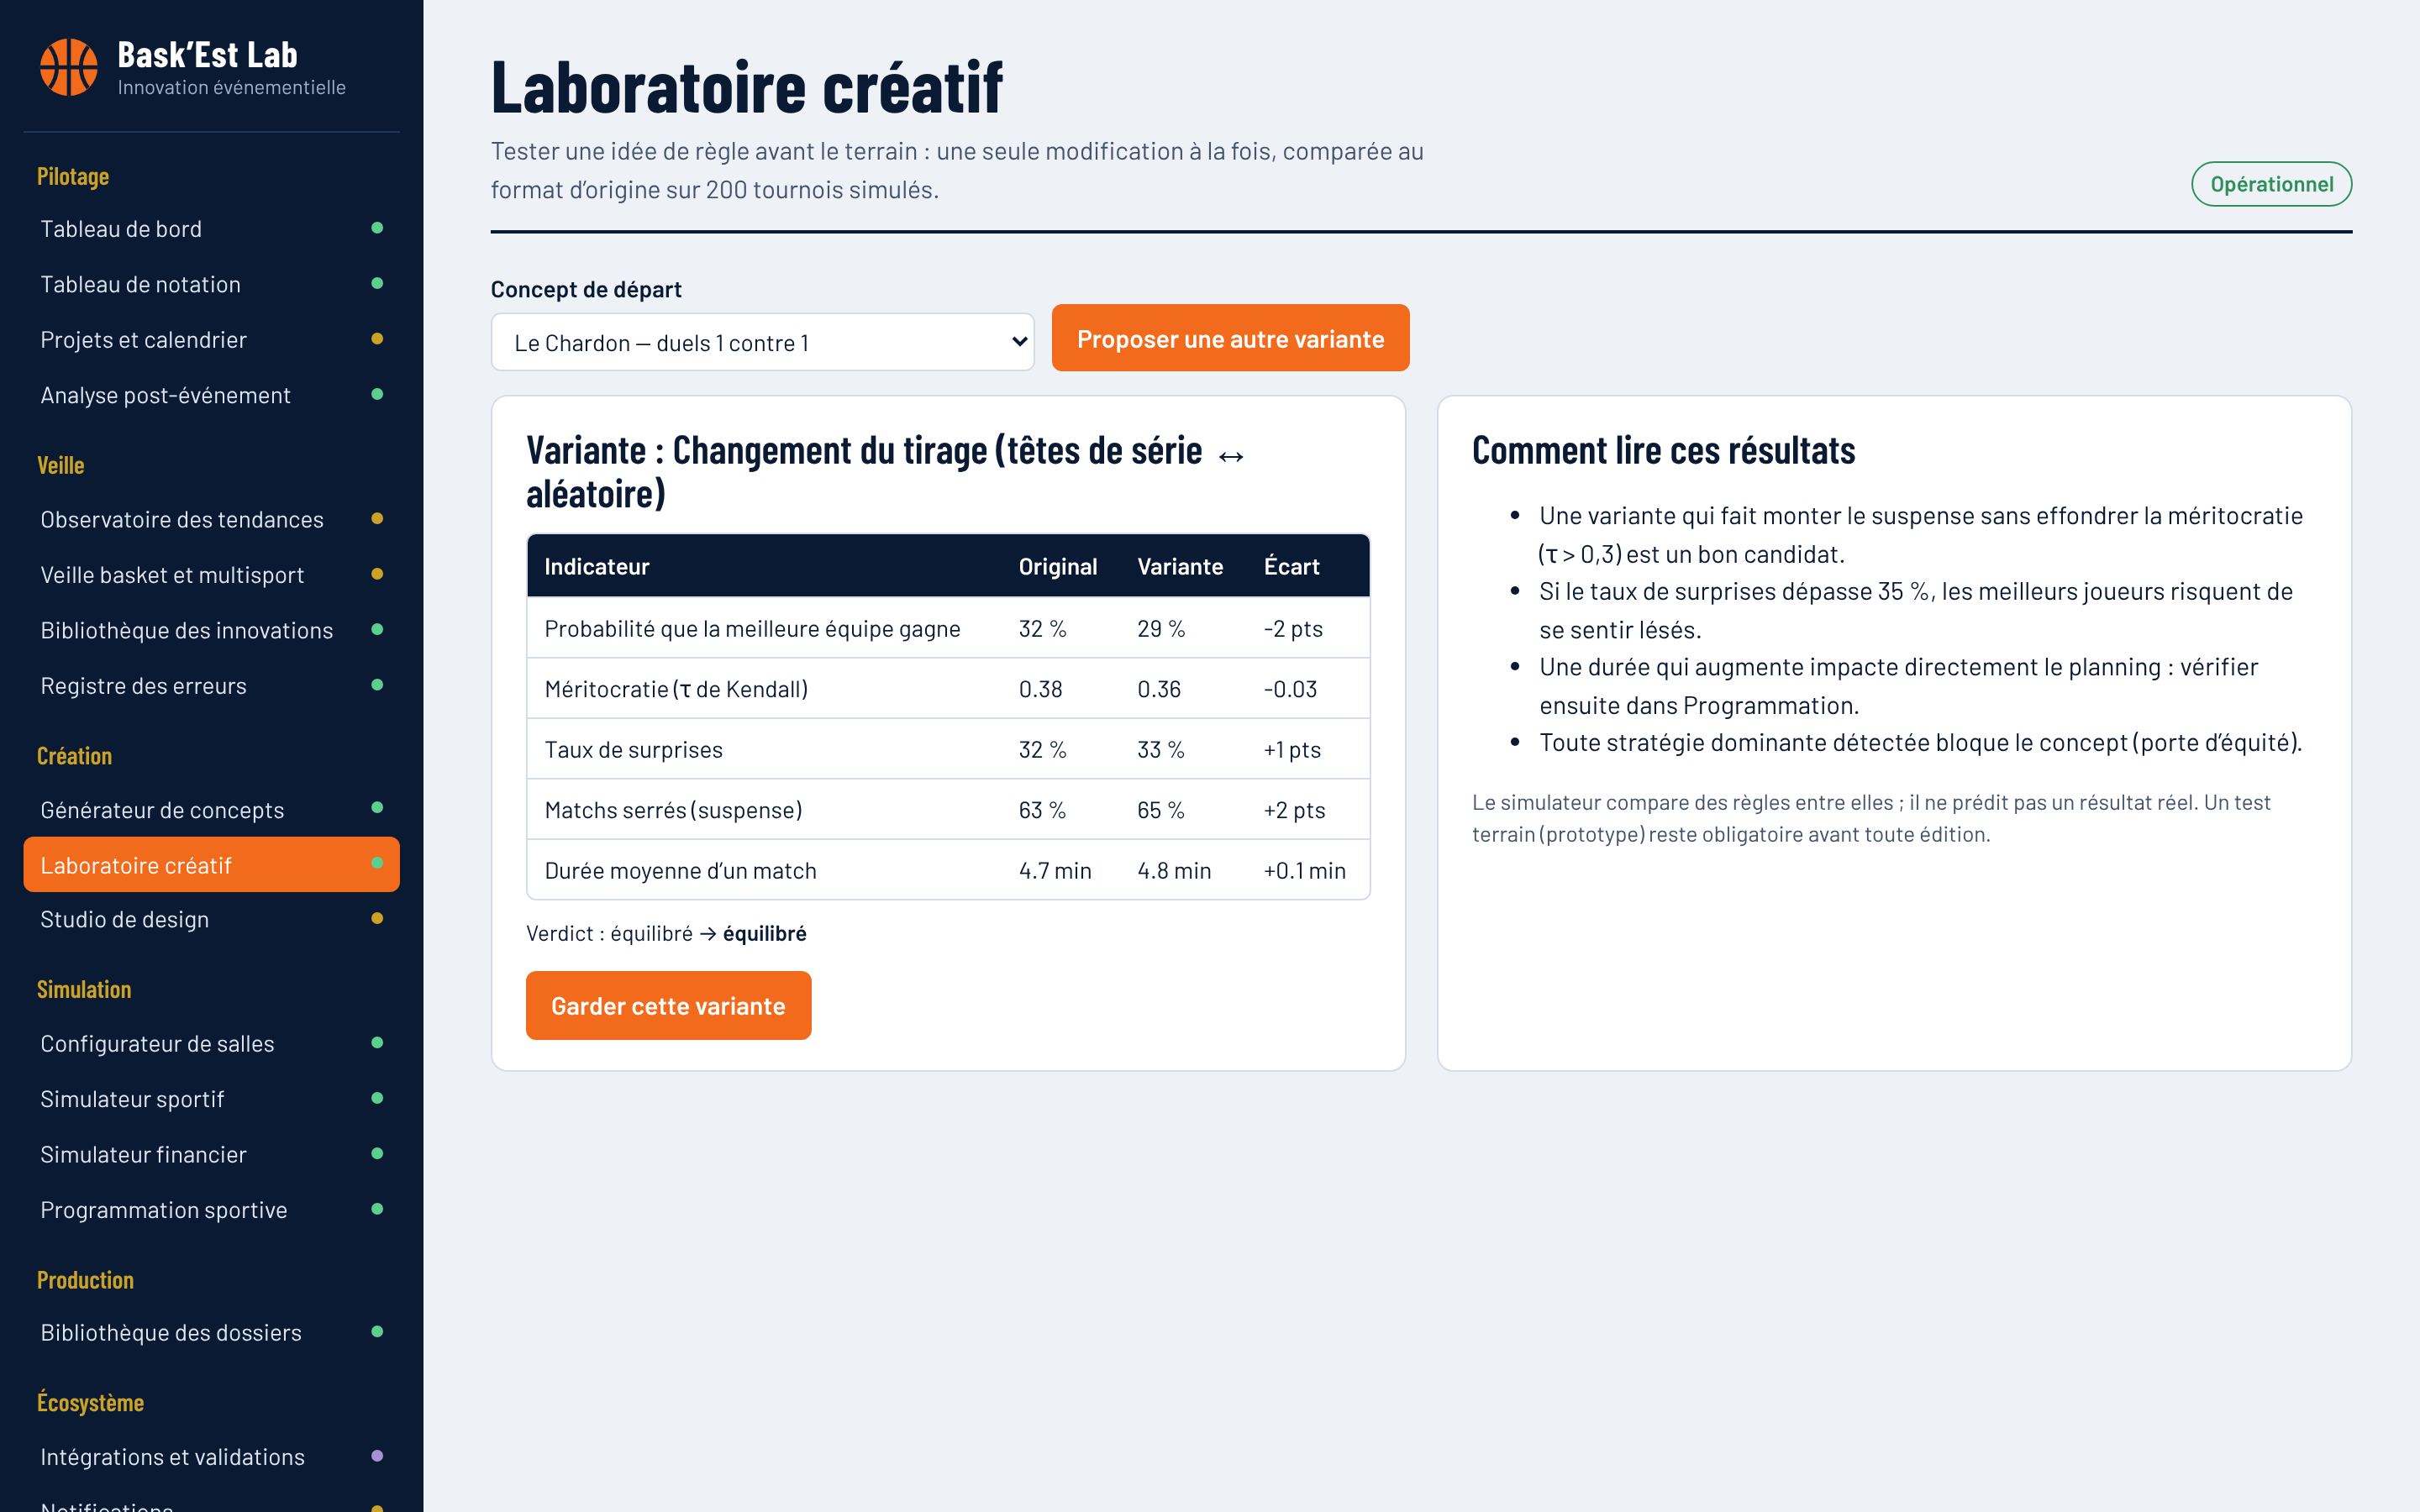 Bask’Est Lab
Innovation événementielle
Pilotage
Tableau de bord
Tableau de notation
Projets et calendrier
Analyse post-événement
Veille
Observatoire des tendances
Veille basket et multisport
Bibliothèque des innovations
Registre des erreurs
Création
Générateur de concepts
Laboratoire créatif
Studio de design
Simulation
Configurateur de salles
Simulateur sportif
Simulateur financier
Programmation sportive
Production
Bibliothèque des dossiers
Écosystème
Intégrations et validations
Notifications
Laboratoire créatif
Tester une idée de règle avant le terrain : une seule modification à la fois, comparée au
format d’origine sur 200 tournois simulés.
Opérationnel
Concept de départ
Le Chardon — duels 1 contre 1
Proposer une autre variante
Variante : Changement du tirage (têtes de série ↔
aléatoire)
Indicateur Original Variante Écart
Probabilité que la meilleure équipe gagne 32 % 29 % -2 pts
Méritocratie (τ de Kendall) 0.38 0.36 -0.03
Taux de surprises 32 % 33 % +1 pts
Matchs serrés (suspense) 63 % 65 % +2 pts
Durée moyenne d’un match 4.7 min 4.8 min +0.1 min
Verdict : équilibré → équilibré
Garder cette variante
Comment lire ces résultats
• Une variante qui fait monter le suspense sans effondrer la méritocratie
(τ > 0,3) est un bon candidat.
• Si le taux de surprises dépasse 35 %, les meilleurs joueurs risquent de
se sentir lésés.
• Une durée qui augmente impacte directement le planning : vérifier
ensuite dans Programmation.
• Toute stratégie dominante détectée bloque le concept (porte d’équité).
Le simulateur compare des règles entre elles ; il ne prédit pas un résultat réel. Un test
terrain (prototype) reste obligatoire avant toute édition.